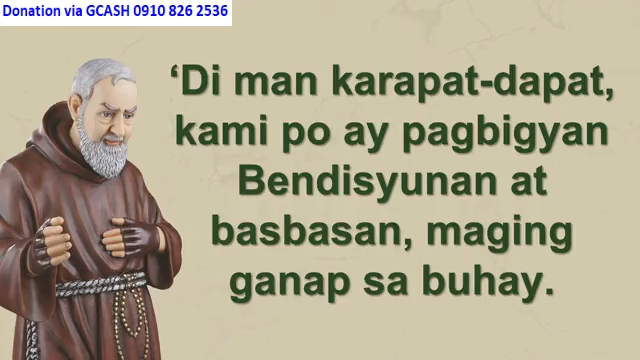 Donation via GCASH 0910 826 2536
‘Di man karapat-dapat,
kami po ay pagbigyan
Bendisyunan at
basbasan, maging
ganap sa buhay.